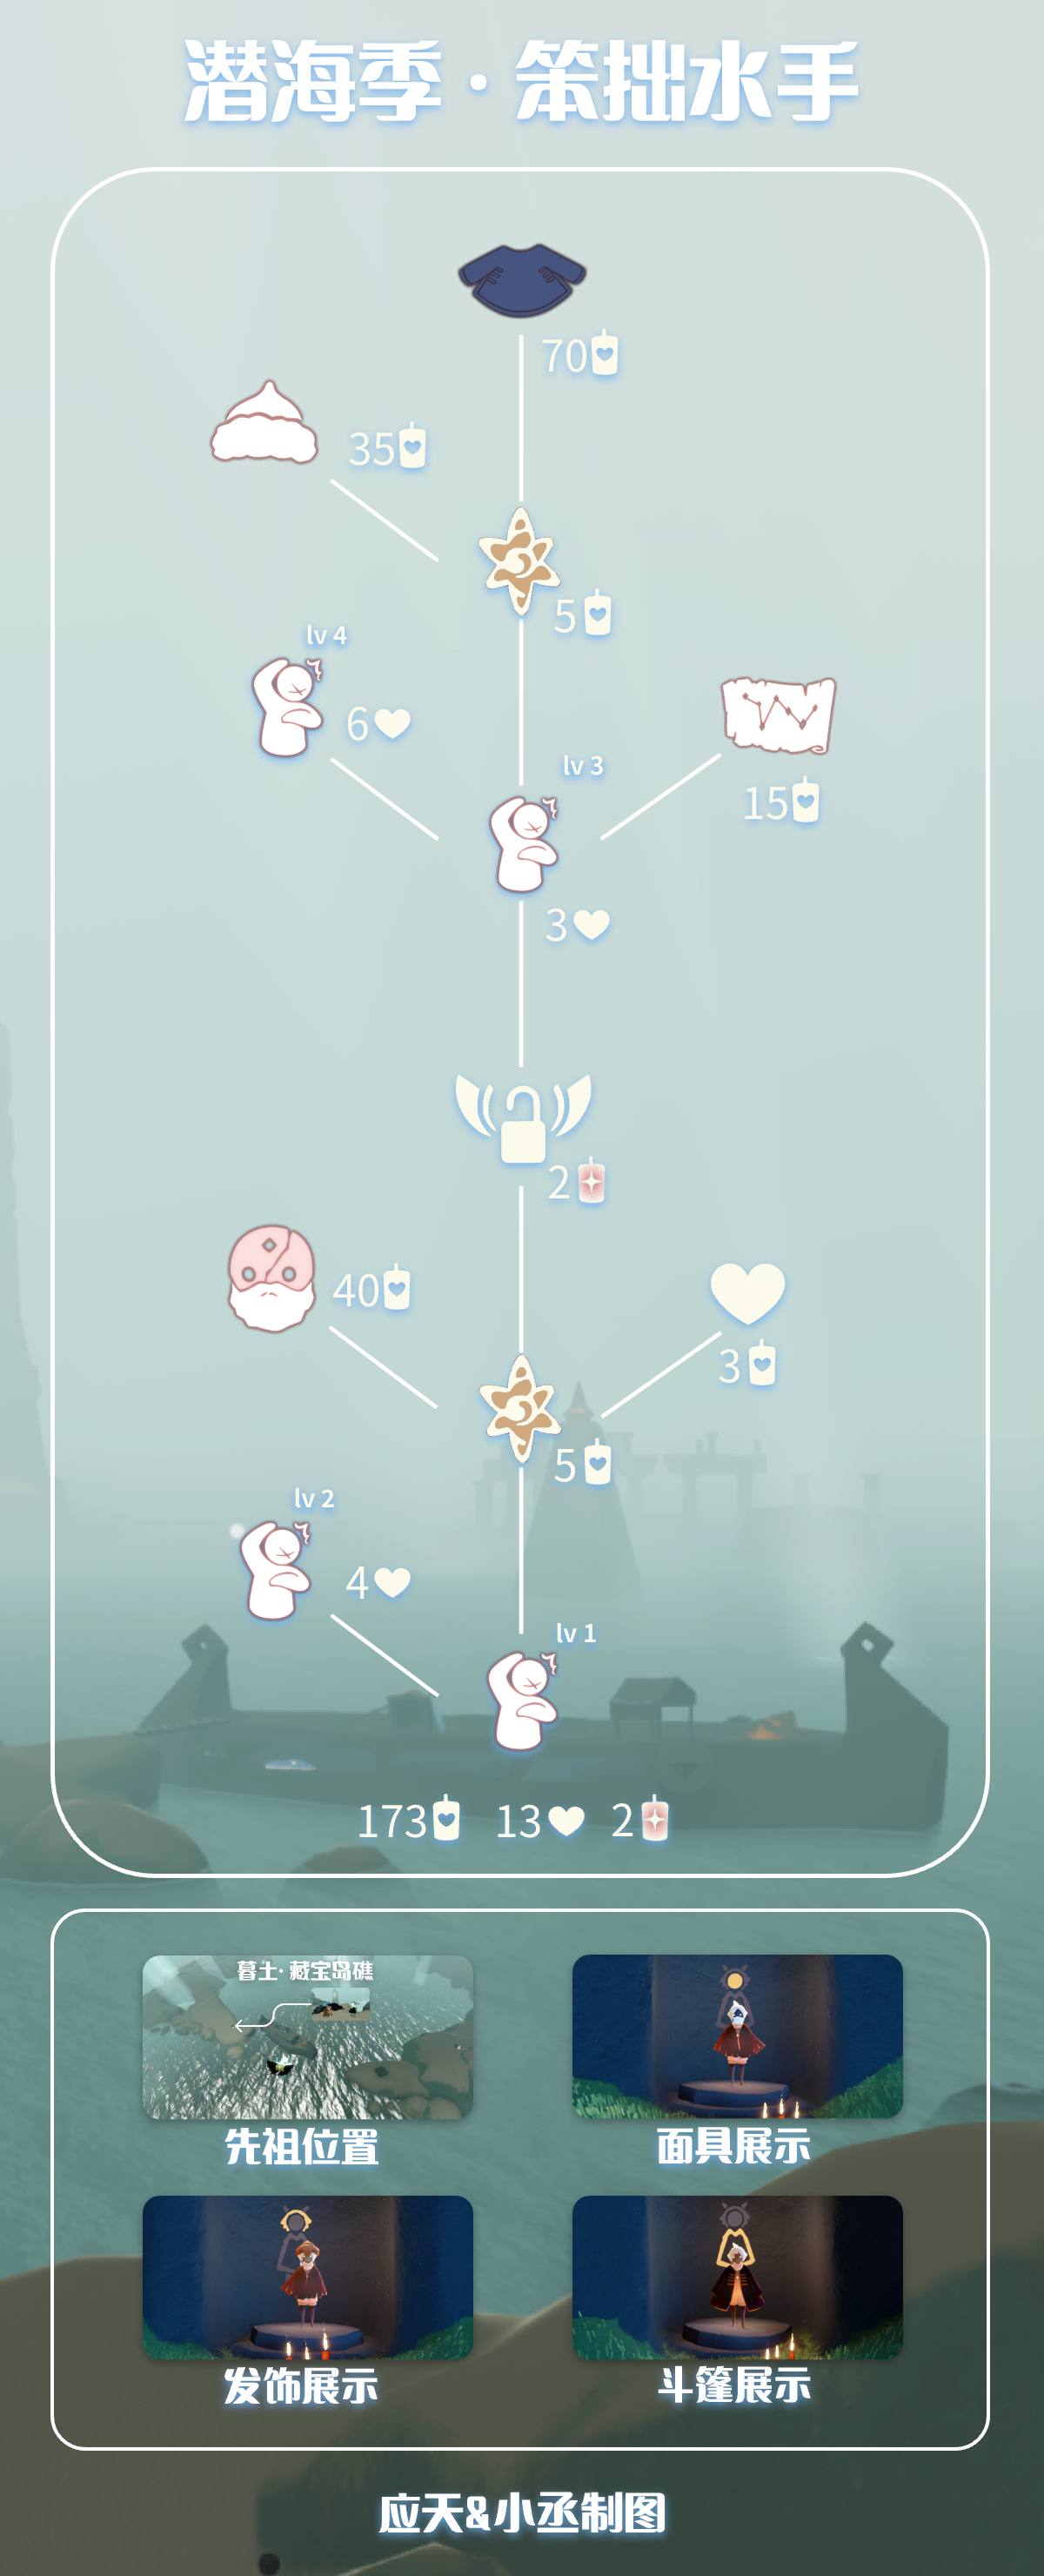 潜海季·笨拙水手
70
35
5
lv 4
6
15
lv 3
3
2
40
3
5
lv 2
4
lv 1
173 13 2
暮土·藏宝岛礁
先祖位置
面具展示
发饰展示
斗篷展示
应天&小丞制图